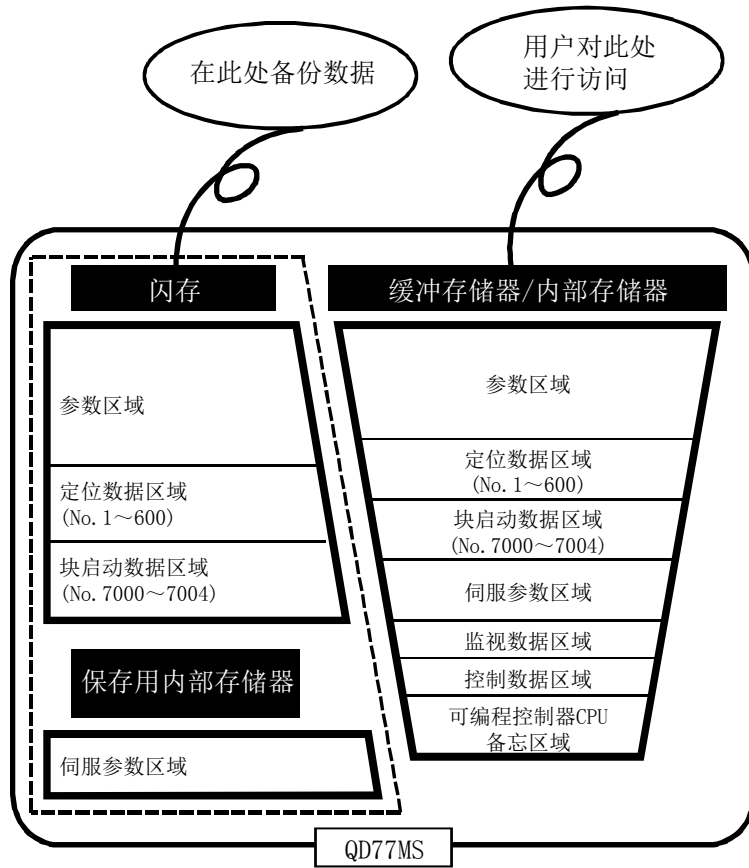 在此处备份数据
用户对此处
进行访问
闪存
参数区域
定位数据区域
(No.1～600)
块启动数据区域
(No.7000～7004)
保存用内部存储器
伺服参数区域
缓冲存储器/内部存储器
参数区域
定位数据区域
(No.1～600)
块启动数据区域
(No.7000～7004)
伺服参数区域
监视数据区域
控制数据区域
可编程控制器CPU
备忘区域
QD77MS